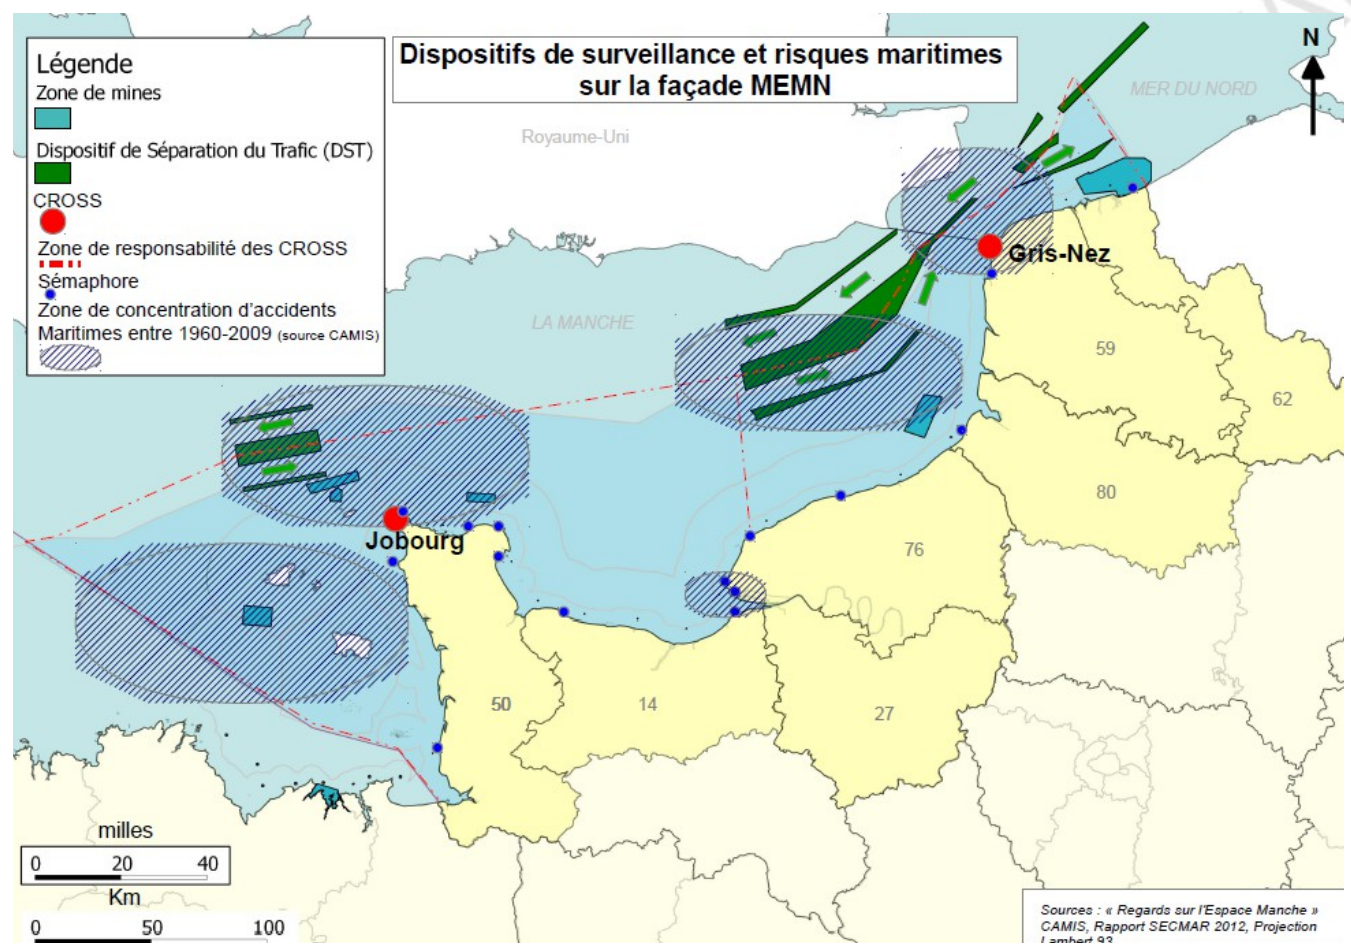 Dispositifs de surveillance et risques maritimes
sur la façade MEMN
Légende
Zone de mines
Dispositif de Séparation du Trafic (DST)
CROSS
Zone de responsabilité des CROSS
Sémaphore
Zone de concentration d'accidents
Maritimes entre 1960-2009 (source CAMIS)
N
MER DU NORD
Royaume-Uni
Gris-Nez
LA MANCHE
59
62
80
Jobourg
76
50
14
27
milles
0 20 40
Km
0 50 100
Sources : « Regards sur l'Espace Manche »
CAMIS, Rapport SECMAR 2012, Projection
Lambert 93